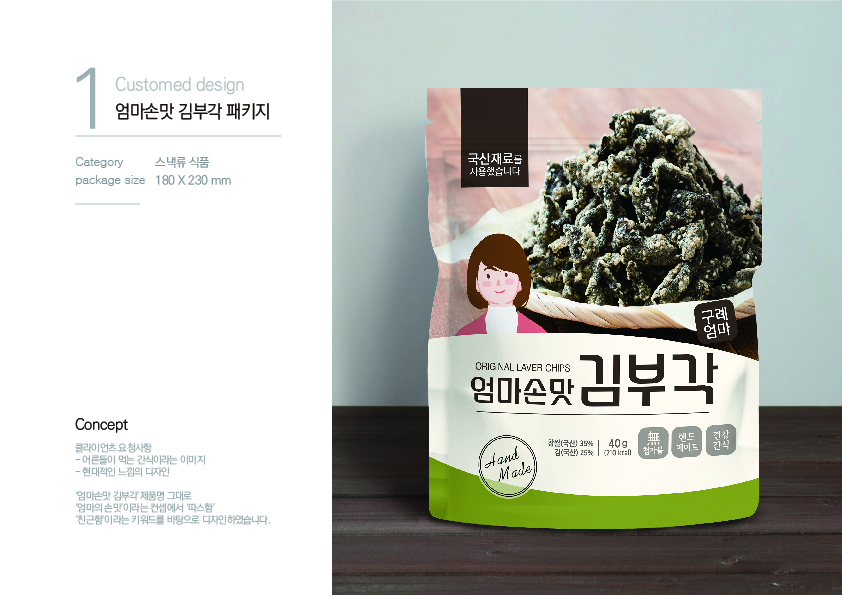 1
Customed design
엄마손맛 김부각 패키지
Category 스낵류 식품
package size 180 X 230 mm
Concept
클라이언츠 요청사항
- 어른들이 먹는 간식이라는 이미지
- 현대적인 느낌의 디자인
'엄마손맛 김부각' 제품명 그대로
'엄마의 손맛'이라는 컨셉에서 '따스함'
'친근함'이라는 키워드를 바탕으로 디자인하였습니다.
국산재료를
사용했습니다
구례
엄마
ORIGINAL LAVER CHIPS
엄마손맛 김부각
Hand
Made
찹쌀(국산) 35%
김(국산) 25%
40g
(210 kcal)
無
첨가물
핸드
메이드
건강
간식